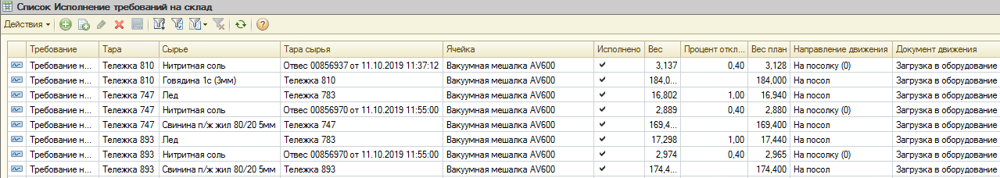 Список Исполнение требований на склад
Действия
Требование Тара Сырье Тара сырья Ячейка Исполнено Вес Процент откл... Вес план Направление движения Документ движения
Требование н... Тележка 810 Нитритная соль Отвес 00856937 от 11.10.2019 11:37:12 Вакуумная мешалка AV600 3,137 0,40 3,128 На посолку (0) Загрузка в оборудование
Требование н... Тележка 810 Говядина 1с (3мм) Тележка 810 Вакуумная мешалка AV600 184,0... 184,000 На посол Загрузка в оборудование
Требование н... Тележка 747 Лед Тележка 783 Вакуумная мешалка AV600 16,802 1,00 16,940 На посол Загрузка в оборудование
Требование н... Тележка 747 Нитритная соль Отвес 00856970 от 11.10.2019 11:55:00 Вакуумная мешалка AV600 2,889 0,40 2,880 На посолку (0) Загрузка в оборудование
Требование н... Тележка 747 Свинина п/ж жил 80/20 5мм Тележка 747 Вакуумная мешалка AV600 169,4... 169,400 На посол Загрузка в оборудование
Требование н... Тележка 893 Лед Тележка 783 Вакуумная мешалка AV600 17,298 1,00 17,440 На посол Загрузка в оборудование
Требование н... Тележка 893 Нитритная соль Отвес 00856970 от 11.10.2019 11:55:00 Вакуумная мешалка AV600 2,974 0,40 2,965 На посолку (0) Загрузка в оборудование
Требование н... Тележка 893 Свинина п/ж жил 80/20 5мм Тележка 893 Вакуумная мешалка AV600 174,4... 174,400 На посол Загрузка в оборудование